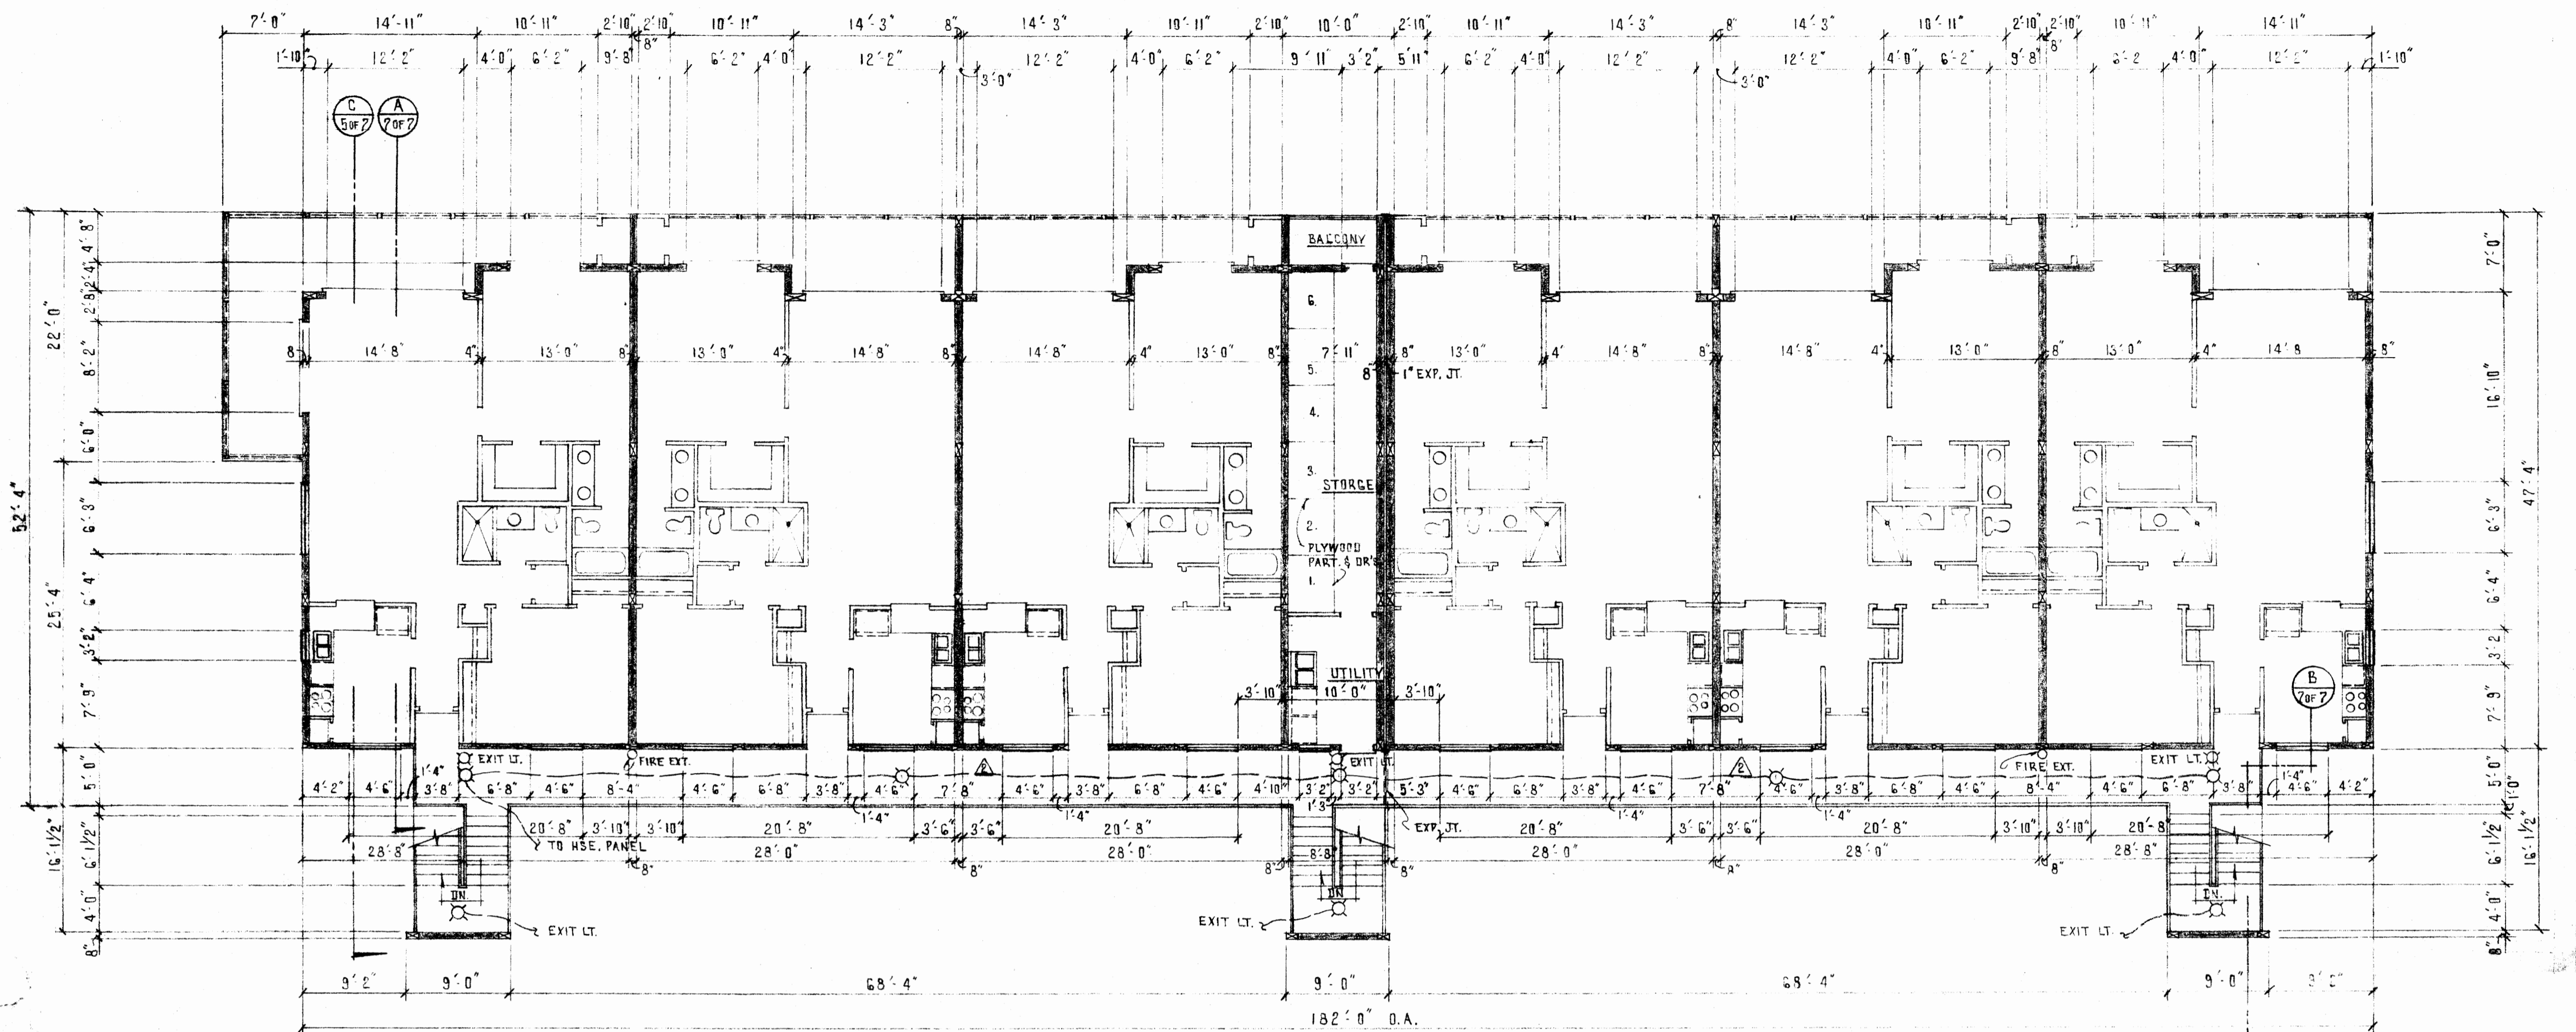 7'-0" 14'-11" 10'-11" 2'-10" 2'-10" 10'-11" 14'-3" 8" 14'-3" 10'-11" 2'-10" 10'-0" 2'-10" 10'-11" 14'-3" 8" 14'-3" 10'-11" 2'-10" 2'-10" 10'-11" 14'-11"
8" 8"
1'-10" 12'-2" 4'-0" 6'-2" 9'-8" 6'-2" 4'-0" 12'-2" 12'-2" 4'-0" 6'-2" 9'-11" 3'-2" 5'-11" 6'-2" 4'-0" 12'-2" 12'-2" 4'-0" 6'-2" 9'-8" 6'-2 4'-0" 12'-2" 1'-10"
3'-0" 3'-0"
C A
5 OF 7 7 OF 7
BALCONY
4'-8"
2'-4"
2'-8"
8'-2"
6'-0"
6'-3"
6'-4"
3'-2"
7'-9"
5'-0"
6'-1 1/2"
4'-0"
8"
22'-0"
25'-4"
16'-1 1/2"
52'-4"
8" 14'-8" 4" 13'-0" 8" 13'-0" 4" 14'-8" 8" 14'-8" 4" 13'-0" 8" 7'-11" 8" 13'-0" 4" 14'-8" 8" 14'-8" 4" 13'-0" 8" 13'-0" 4" 14'-8 8"
8" 1" EXP. JT.
6.
5.
4.
3.
STORGE
2.
PLYWOOD
PART. & DR'S
1.
UTILITY
3'-10" 10'-0" 3'-10"
B
7 OF 7
7'-0"
16'-10"
6'-3"
6'-4"
3'-2
7'-9"
5'-0"
1'-0"
6'-1 1/2"
4'-0"
8"
47'-4"
16'-1 1/2"
EXIT LT. FIRE EXT. 2 EXIT LT. 2 FIRE EXT. EXIT LT.
1'-4" 1'-4"
4'-2" 4'-6" 3'-8" 6'-8" 4'-6" 8'-4" 4'-6" 6'-8" 3'-8" 4'-6" 7'-8" 4'-6" 3'-8" 6'-8" 4'-6" 4'-10" 3'-2" 3'-2" 5'-3" 4'-6" 6'-8" 3'-8" 4'-6" 7'-8" 4'-6" 3'-8" 6'-8" 4'-6" 8'-4" 4'-6" 6'-8" 3'-8" 4'-6" 4'-2"
1'-4" 1'-4" 1'-3" 1'-4" 1'-4"
20'-8" 3'-10" 3'-10" 20'-8" 3'-6" 3'-6" 20'-8" EXP. JT. 20'-8" 3'-6" 3'-6" 20'-8" 3'-10" 3'-10" 20'-8"
28'-8" TO HSE. PANEL 28'-0" 28'-0" 8'-8" 28'-0" 28'-0" 28'-8"
8" 8" 8" 8" 8" 8"
DN. DN. DN.
EXIT LT. EXIT LT. EXIT LT.
9'-2" 9'-0" 68'-4" 9'-0" 68'-4" 9'-0"
182'-0" O.A.